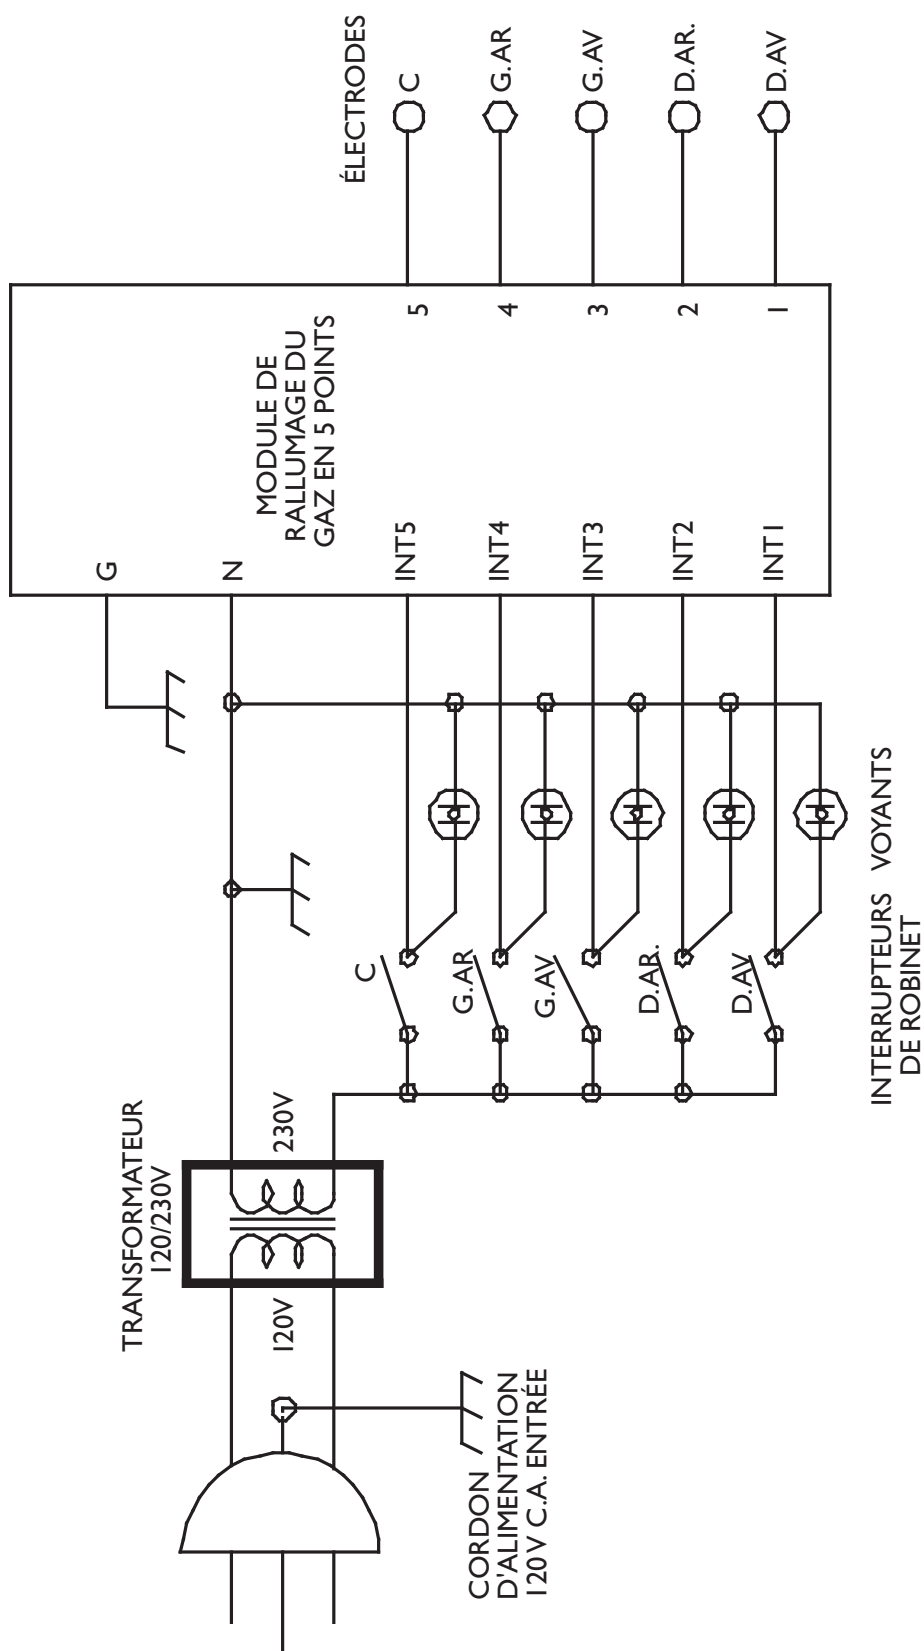 ÉLECTRODES
C
G.AR
G.AV
D.AR.
D.AV
MODULE DE
RALLUMAGE DU
GAZ EN 5 POINTS
5
4
3
2
1
G
N
INT5
INT4
INT3
INT2
INT1
C
G.AR
G.AV
D.AR.
D.AV
INTERRUPTEURS
DE ROBINET
VOYANTS
TRANSFORMATEUR
120/230V
120V
230V
CORDON
D'ALIMENTATION
120V C.A. ENTRÉE